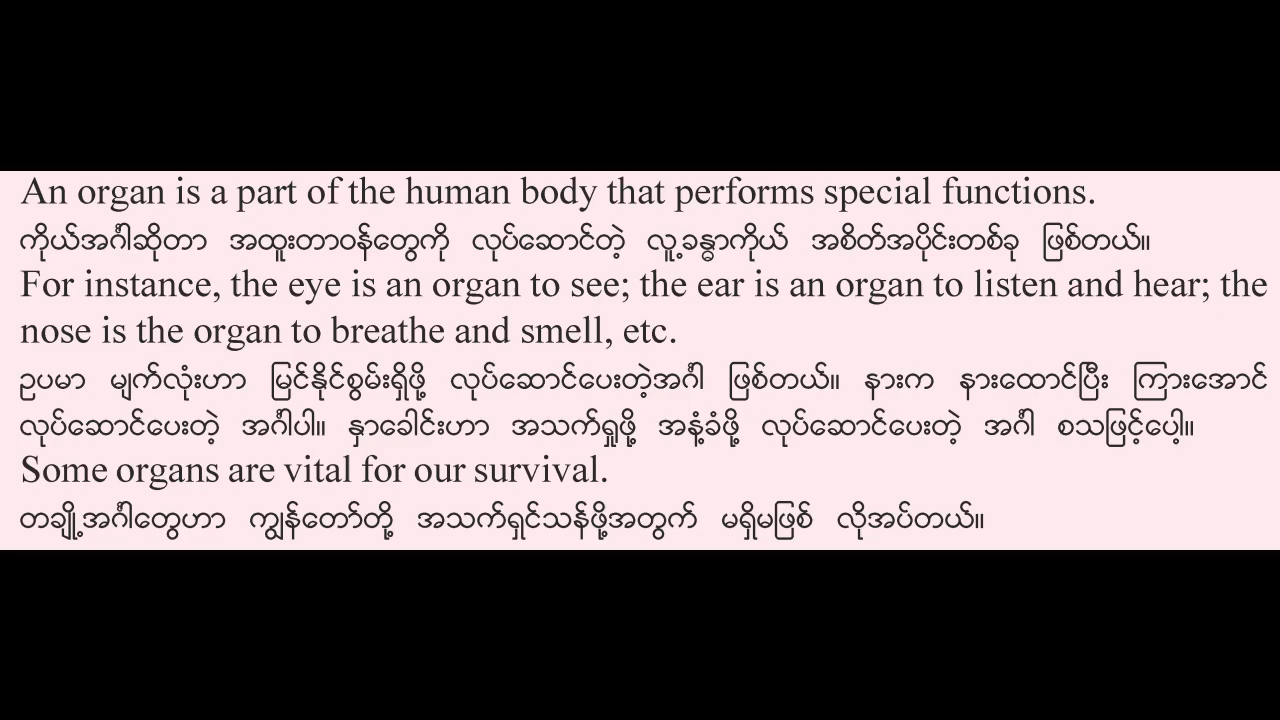 An organ is a part of the human body that performs special functions.
ကိုယ်အင်္ဂါဆိုတာ အထူးတာဝန်တွေကို လုပ်ဆောင်တဲ့ လူ့ခန္ဓာကိုယ် အစိတ်အပိုင်းတစ်ခု ဖြစ်တယ်။
For instance, the eye is an organ to see; the ear is an organ to listen and hear; the
nose is the organ to breathe and smell, etc.
ဥပမာ မျက်လုံးဟာ မြင်နိုင်စွမ်းရှိဖို့ လုပ်ဆောင်ပေးတဲ့အင်္ဂါ ဖြစ်တယ်။ နားက နားထောင်ပြီး ကြားအောင်
လုပ်ဆောင်ပေးတဲ့ အင်္ဂါပါ။ နှာခေါင်းဟာ အသက်ရှူဖို့ အနံ့ခံဖို့ လုပ်ဆောင်ပေးတဲ့ အင်္ဂါ စသဖြင့်ပေါ့။
Some organs are vital for our survival.
တချို့အင်္ဂါတွေဟာ ကျွန်တော်တို့ အသက်ရှင်သန်ဖို့အတွက် မရှိမဖြစ် လိုအပ်တယ်။